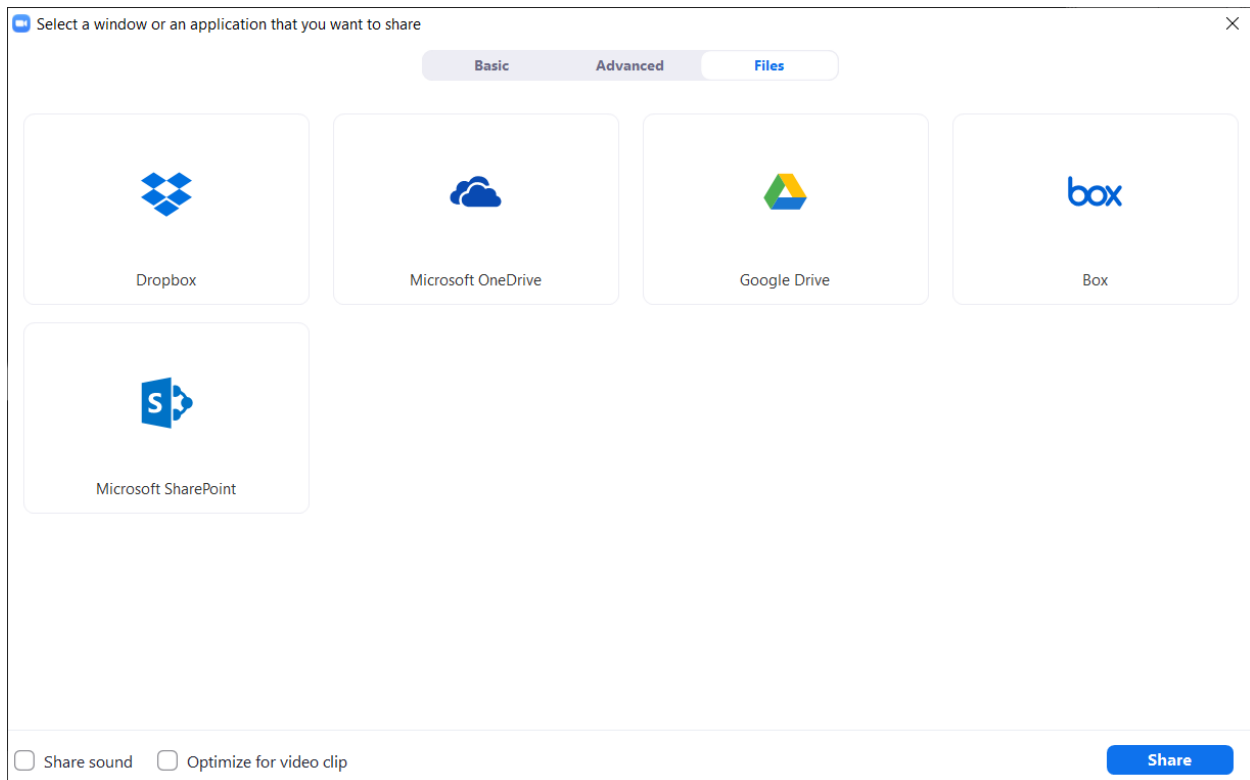 Select a window or an application that you want to share
Basic Advanced Files
box
Dropbox Microsoft OneDrive Google Drive Box
S
Microsoft SharePoint
Share sound Optimize for video clip Share